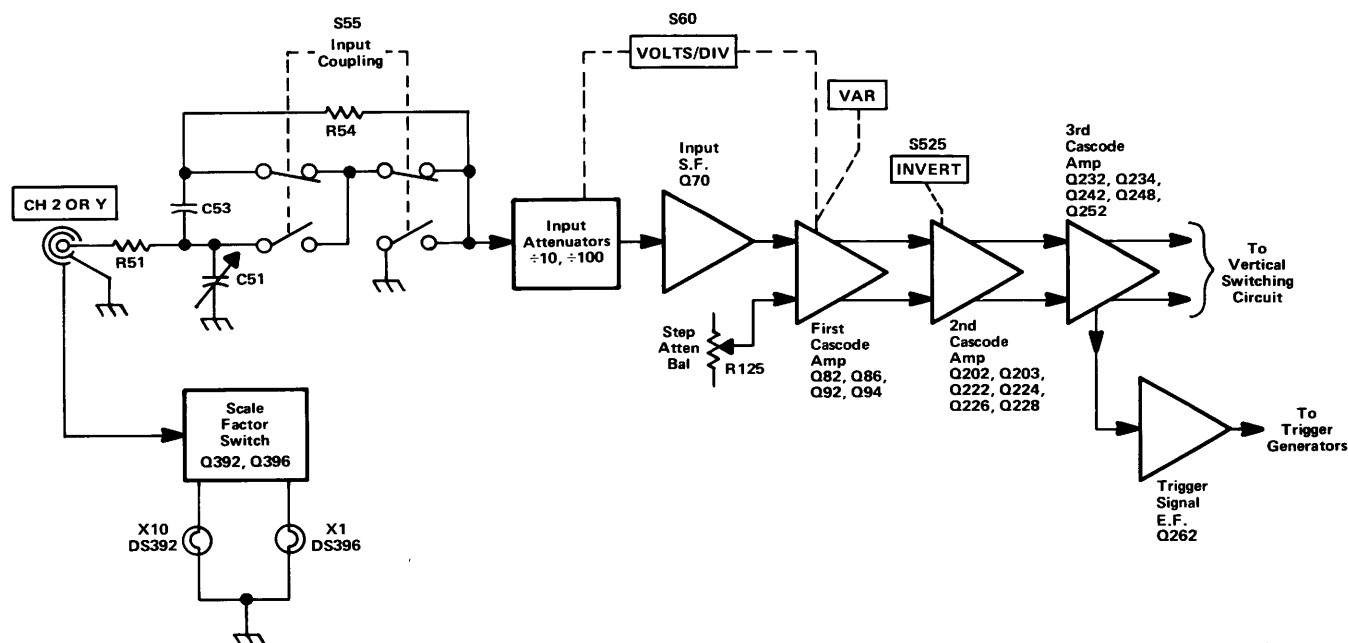 S55
Input
Coupling
R54
C53
CH 2 OR Y
R51
C51
S60
VOLTS/DIV
VAR
Input
Attenuators
÷10, ÷100
Input
S.F.
Q70
Step
Atten
Bal
R125
First
Cascode
Amp
Q82, Q86,
Q92, Q94
S525
INVERT
2nd
Cascode
Amp
Q202, Q203,
Q222, Q224,
Q226, Q228
3rd
Cascode
Amp
Q232, Q234,
Q242, Q248,
Q252
To
Vertical
Switching
Circuit
Trigger
Signal
E.F.
Q262
To
Trigger
Generators
Scale
Factor
Switch
Q392, Q396
X10
DS392
X1
DS396